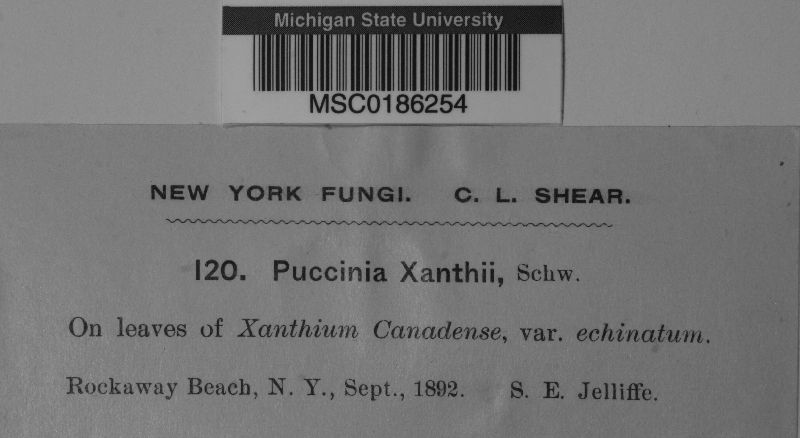 Michigan State University
MSC0186254
NEW YORK FUNGI. C. L. SHEAR.
120. Puccinia Xanthii, Schw.
On leaves of Xanthium Canadense, var. echinatum.
Rockaway Beach, N. Y., Sept., 1892. S. E. Jelliffe.